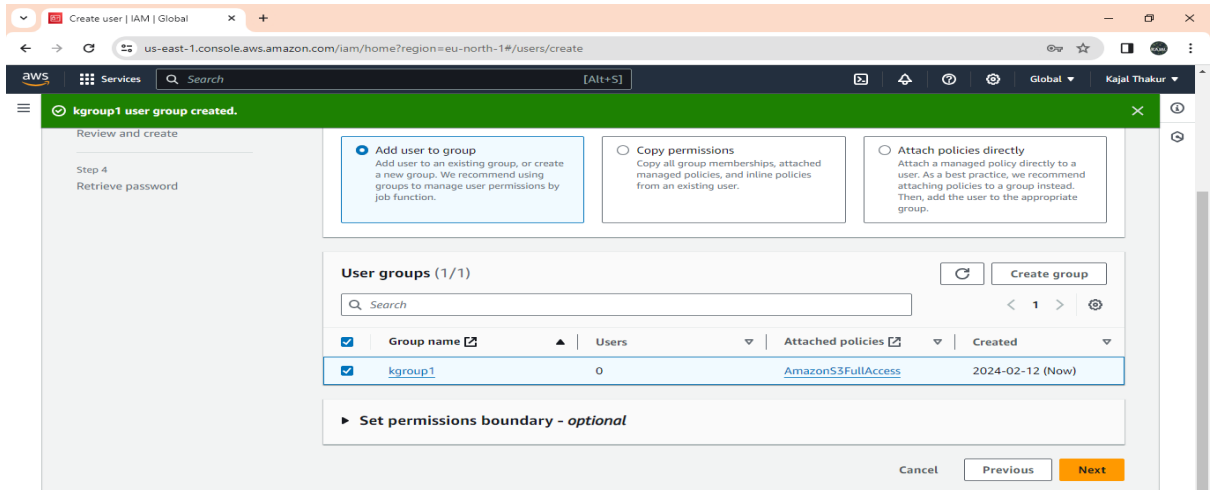 Create user | IAM | Global
us-east-1.console.aws.amazon.com/iam/home?region=eu-north-1#/users/create
aws
Services
Search
[Alt+S]
Global
Kajal Thakur
kgroup1 user group created.
Review and create
Step 4
Retrieve password
Add user to group
Add user to an existing group, or create
a new group. We recommend using
groups to manage user permissions by
job function.
Copy permissions
Copy all group memberships, attached
managed policies, and inline policies
from an existing user.
Attach policies directly
Attach a managed policy directly to a
user. As a best practice, we recommend
attaching policies to a group instead.
Then, add the user to the appropriate
group.
User groups (1/1)
Create group
Search
1
Group name
Users
Attached policies
Created
kgroup1
0
AmazonS3FullAccess
2024-02-12 (Now)
Set permissions boundary - optional
Cancel
Previous
Next